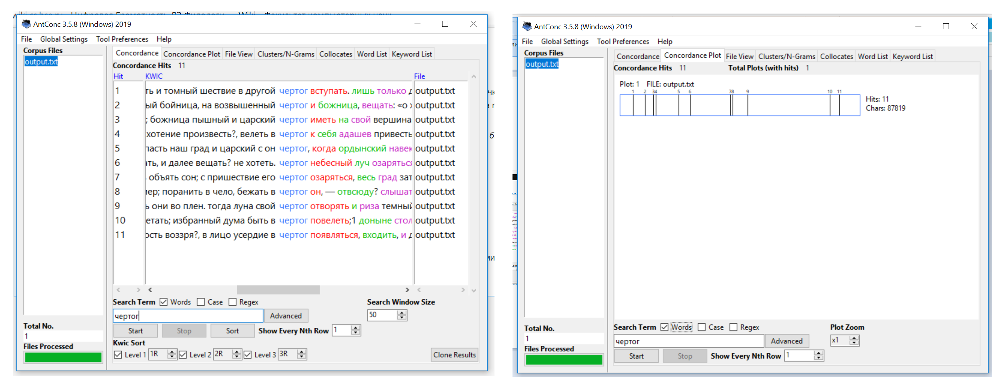 AntConc 3.5.8 (Windows) 2019
File Global Settings Tool Preferences Help
Corpus Files
output.txt
Concordance Concordance Plot File View Clusters/N-Grams Collocates Word List Keyword List
Concordance Hits 11
Hit KWIC File
1 ть и томный шествие в другой чертог вступать. лишь только output.txt
2 ый бойница, на возвышенный чертог и божница, вещать: «о output.txt
3 ; божница пышный и царский чертог иметь на свой вершина output.txt
4 хотение произвесть?, велеть в чертог к себя адашев привесть output.txt
5 пасть наш град и царский с он чертог, когда ордынский навек output.txt
6 ать, и далее вещать? не хотеть. чертог небесный луч озаряться output.txt
7 объять сон; с пришествие его чертог озаряться, весь град зат output.txt
8 мер; поранить в чело, бежать в чертог он, — отвсюду? слышат output.txt
9 ь они во плен. тогда луна свой чертог отворять и риза темный output.txt
10 етать; избранный дума быть в чертог повелеть;1 доныне стол output.txt
11 ость воззря?, в лицо усердие в чертог появляться, входить, и output.txt
Search Term Words Case Regex Search Window Size
чертог Advanced 50
Start Stop Sort Show Every Nth Row 1
Kwic Sort
Level 1 1R Level 2 2R Level 3 3R Clone Results
Total No.
1
Files Processed
AntConc 3.5.8 (Windows) 2019
File Global Settings Tool Preferences Help
Corpus Files
output.txt
Concordance Concordance Plot File View Clusters/N-Grams Collocates Word List Keyword List
Concordance Hits 11 Total Plots (with hits) 1
Plot: 1 FILE: output.txt
1 2 34 5 6 78 9 10 11
Hits: 11
Chars: 87819
Search Term Words Case Regex Plot Zoom
чертог Advanced x1
Start Stop Show Every Nth Row 1
Total No.
1
Files Processed